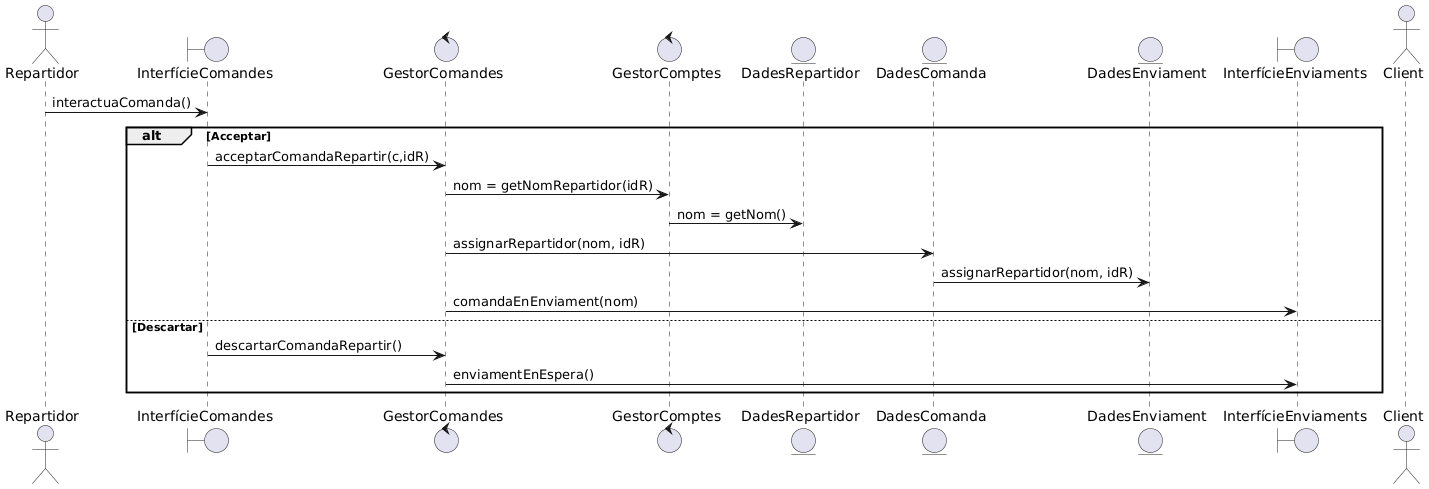 Repartidor
InterfícieComandes
GestorComandes
GestorComptes
DadesRepartidor
DadesComanda
DadesEnviament
InterfícieEnviaments
Client
interactuaComanda()
alt
[Acceptar]
acceptarComandaRepartir(c,idR)
nom = getNomRepartidor(idR)
nom = getNom()
assignarRepartidor(nom, idR)
assignarRepartidor(nom, idR)
comandaEnEnviament(nom)
[Descartar]
descartarComandaRepartir()
enviamentEnEspera()
Repartidor
InterfícieComandes
GestorComandes
GestorComptes
DadesRepartidor
DadesComanda
DadesEnviament
InterfícieEnviaments
Client